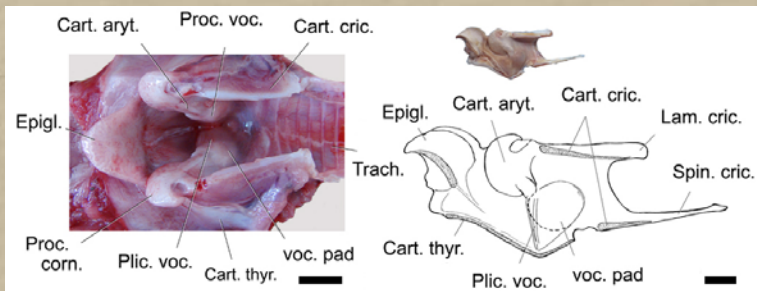 Proc. voc.
Cart. aryt.
Cart. cric.
Epigl.
Trach.
Proc.
corn.
Plic. voc.
Cart. thyr.
voc. pad
Epigl.
Cart. aryt.
Cart. cric.
Lam. cric.
Spin. cric.
Cart. thyr.
Plic. voc.
voc. pad